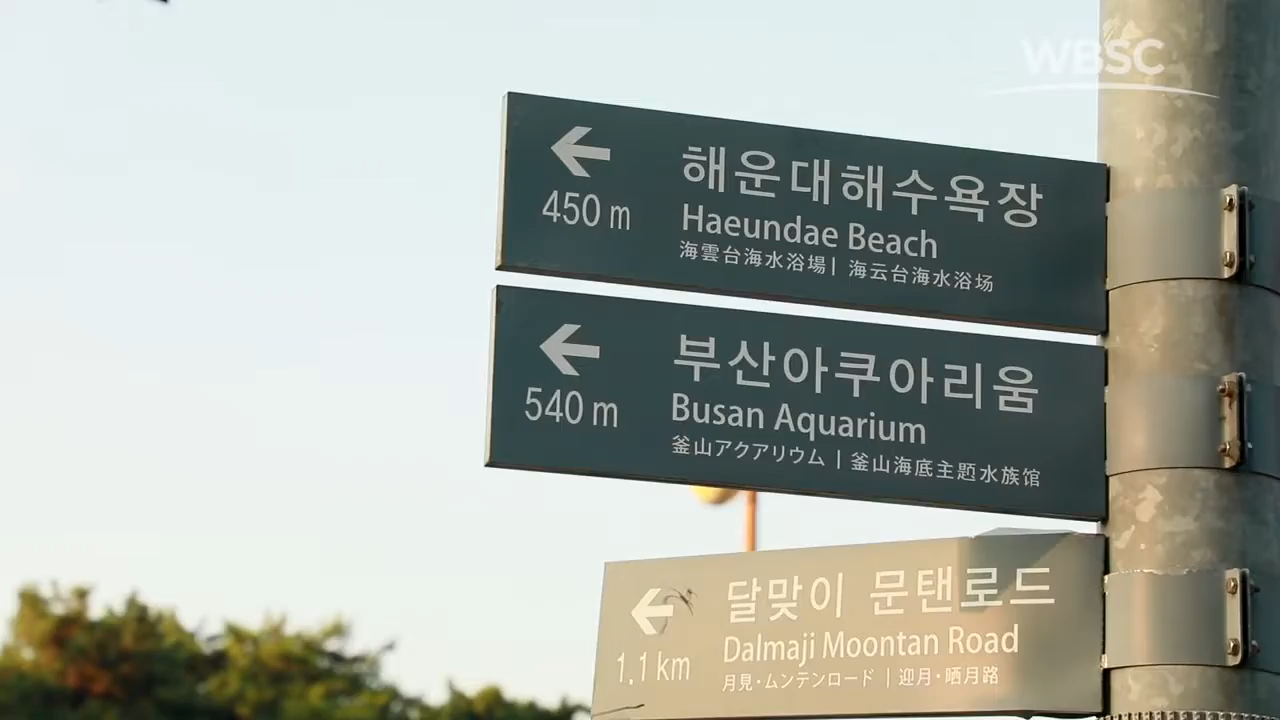 WBSC
해운대해수욕장
450 m
Haeundae Beach
海雲台海水浴場 | 海云台海水浴场
부산아쿠아리움
540 m
Busan Aquarium
釜山アクアリウム | 釜山海底主题水族馆
달맞이 문탠로드
1.1 km
Dalmaji Moontan Road
月見·ムンテンロード | 迎月·晒月路